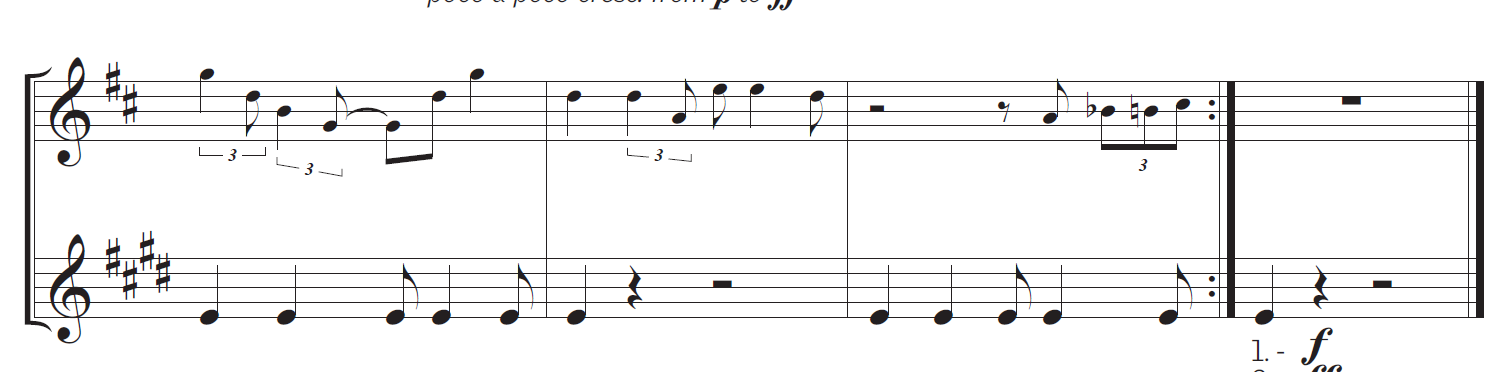 poco a poco cresc. from p to ff
3 3 3 3
1. - f